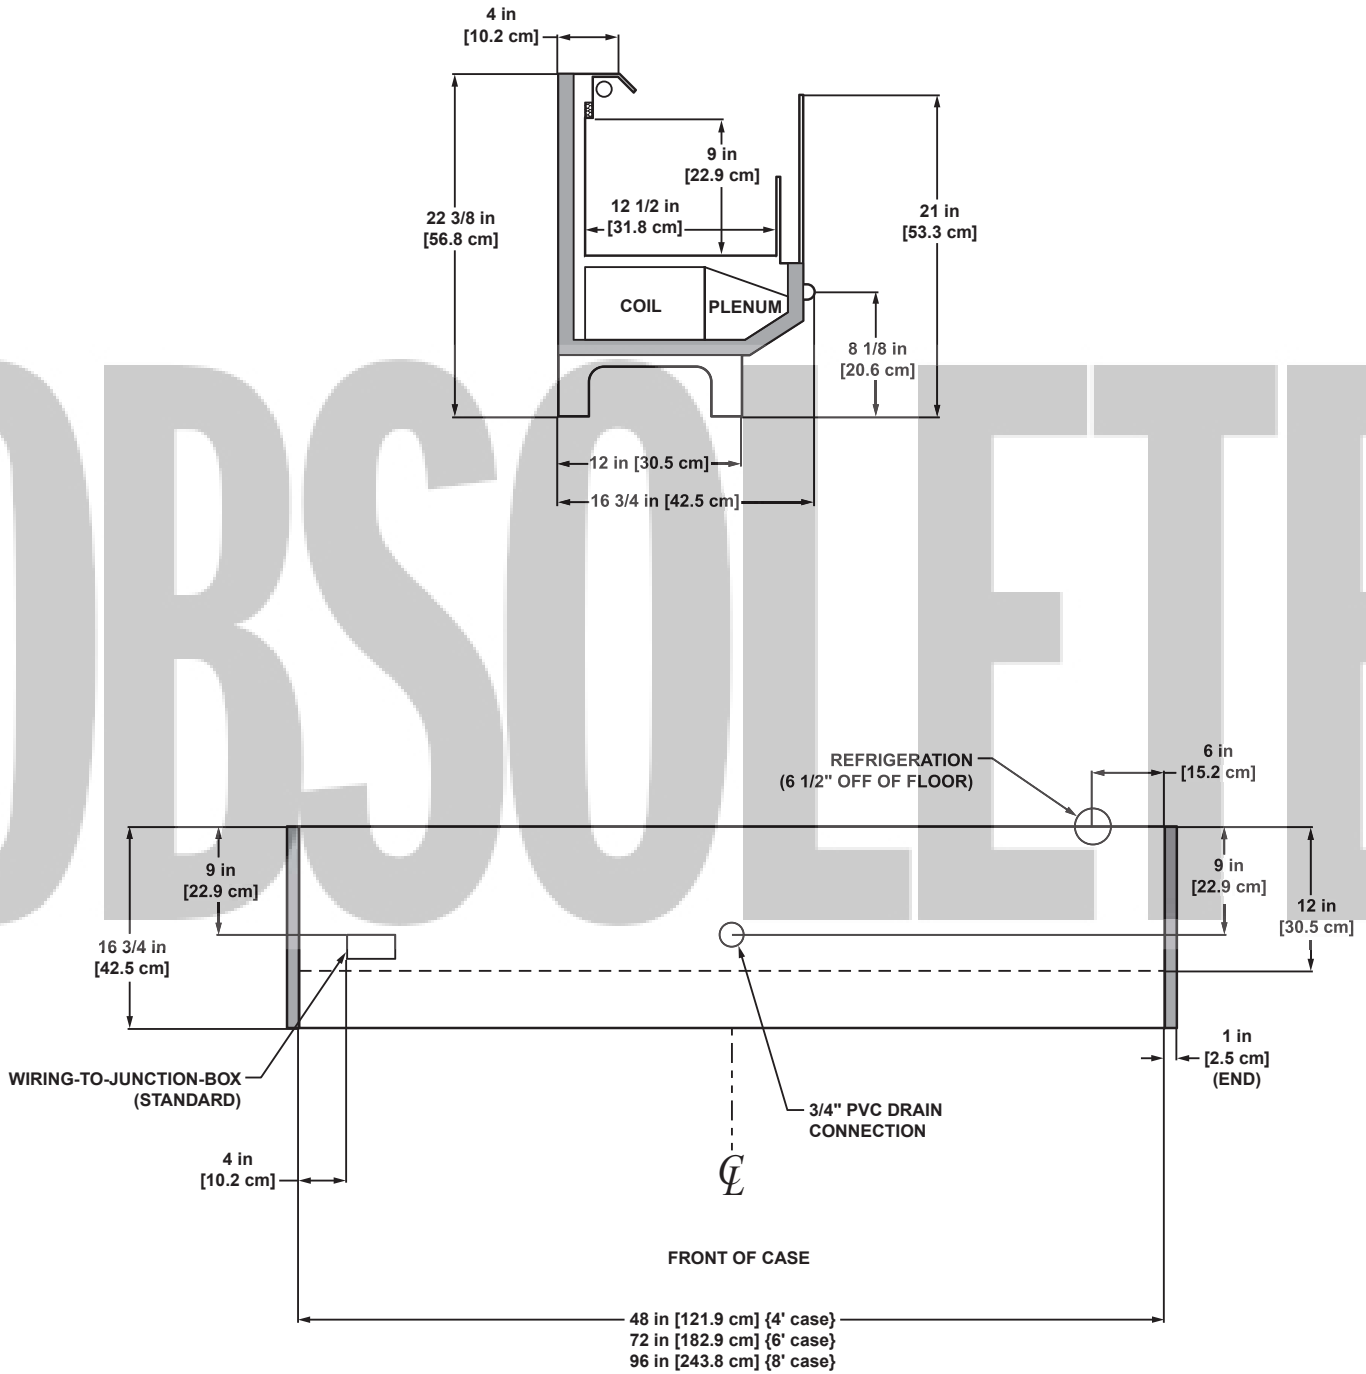 4 in
[10.2 cm]
22 3/8 in
[56.8 cm]
9 in
[22.9 cm]
12 1/2 in
[31.8 cm]
21 in
[53.3 cm]
COIL
PLENUM
8 1/8 in
[20.6 cm]
12 in [30.5 cm]
16 3/4 in [42.5 cm]
OBSOLETE
REFRIGERATION
(6 1/2" OFF OF FLOOR)
6 in
[15.2 cm]
9 in
[22.9 cm]
9 in
[22.9 cm]
12 in
[30.5 cm]
16 3/4 in
[42.5 cm]
1 in
[2.5 cm]
(END)
WIRING-TO-JUNCTION-BOX
(STANDARD)
3/4" PVC DRAIN
CONNECTION
4 in
[10.2 cm]
CL
FRONT OF CASE
48 in [121.9 cm] {4' case}
72 in [182.9 cm] {6' case}
96 in [243.8 cm] {8' case}